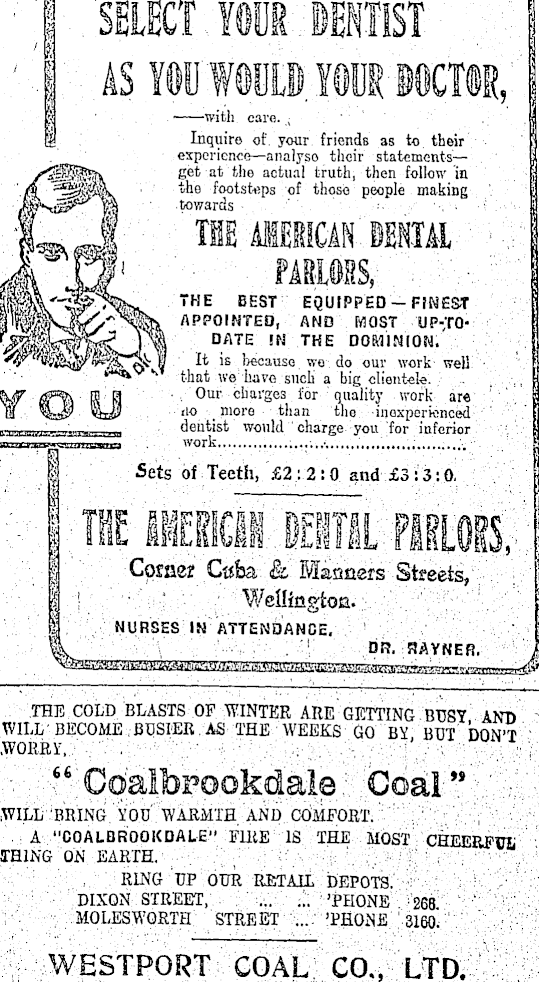 SELECT YOUR DENTIST
AS YOU WOULD YOUR DOCTOR,
——with care.
Inquire of your friends as to their
experience—analyse their statements—
get at the actual truth, then follow in
the footsteps of those people making
towards
THE AMERICAN DENTAL
PARLORS,
THE BEST EQUIPPED—FINEST
APPOINTED, AND MOST UP-TO-
DATE IN THE DOMINION.
It is because we do our work well
that we have such a big clientele.
Our charges for quality work are
no more than the inexperienced
dentist would charge you for inferior
work..........................................
YOU
Sets of Teeth, £2:2:0 and £3:3:0.
THE AMERICAN DENTAL PARLORS,
Corner Cuba & Manners Streets,
Wellington.
NURSES IN ATTENDANCE.
DR. RAYNER.
THE COLD BLASTS OF WINTER ARE GETTING BUSY, AND
WILL BECOME BUSIER AS THE WEEKS GO BY, BUT DON'T
WORRY.
"Coalbrookdale Coal"
WILL BRING YOU WARMTH AND COMFORT.
A "COALBROOKDALE" FIRE IS THE MOST CHEERFUL
THING ON EARTH.
RING UP OUR RETAIL DEPOTS.
DIXON STREET, ... ... 'PHONE 268.
MOLESWORTH STREET ... 'PHONE 3160.
WESTPORT COAL CO., LTD.